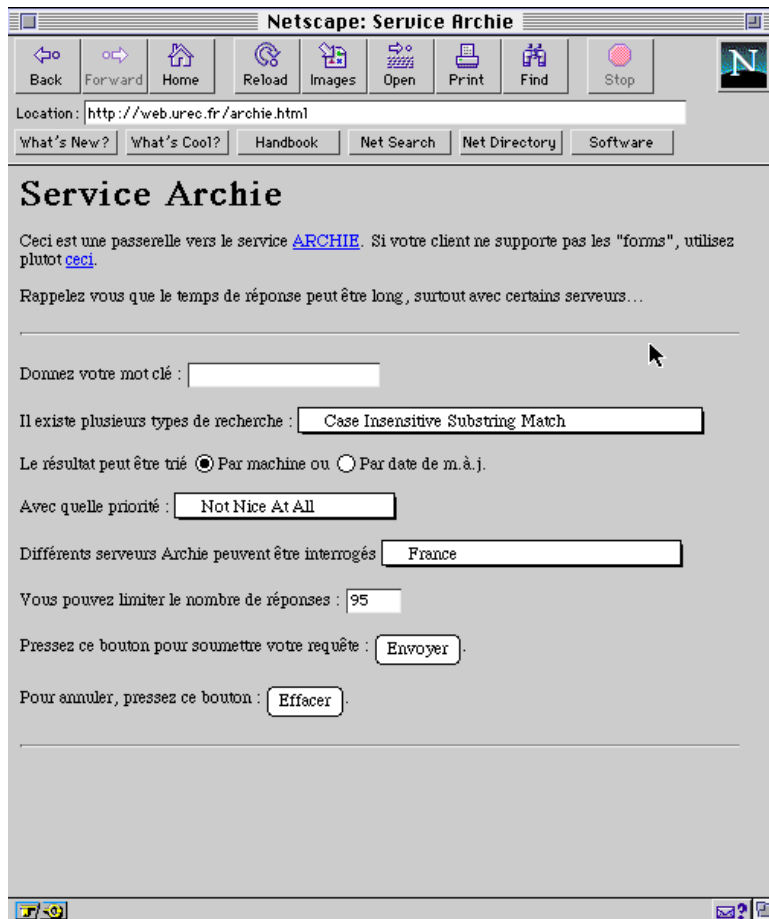 Netscape: Service Archie
Back Forward Home Reload Images Open Print Find Stop
N
Location: http://web.urec.fr/archie.html
What's New? What's Cool? Handbook Net Search Net Directory Software
Service Archie
Ceci est une passerelle vers le service ARCHIE. Si votre client ne supporte pas les "forms", utilisez
plutot ceci.
Rappelez vous que le temps de réponse peut être long, surtout avec certains serveurs...
Donnez votre mot clé :
Il existe plusieurs types de recherche : Case Insensitive Substring Match
Le résultat peut être trié Par machine ou Par date de m.à.j.
Avec quelle priorité : Not Nice At All
Différents serveurs Archie peuvent être interrogés France
Vous pouvez limiter le nombre de réponses : 95
Pressez ce bouton pour soumettre votre requête : Envoyer.
Pour annuler, pressez ce bouton : Effacer.
?